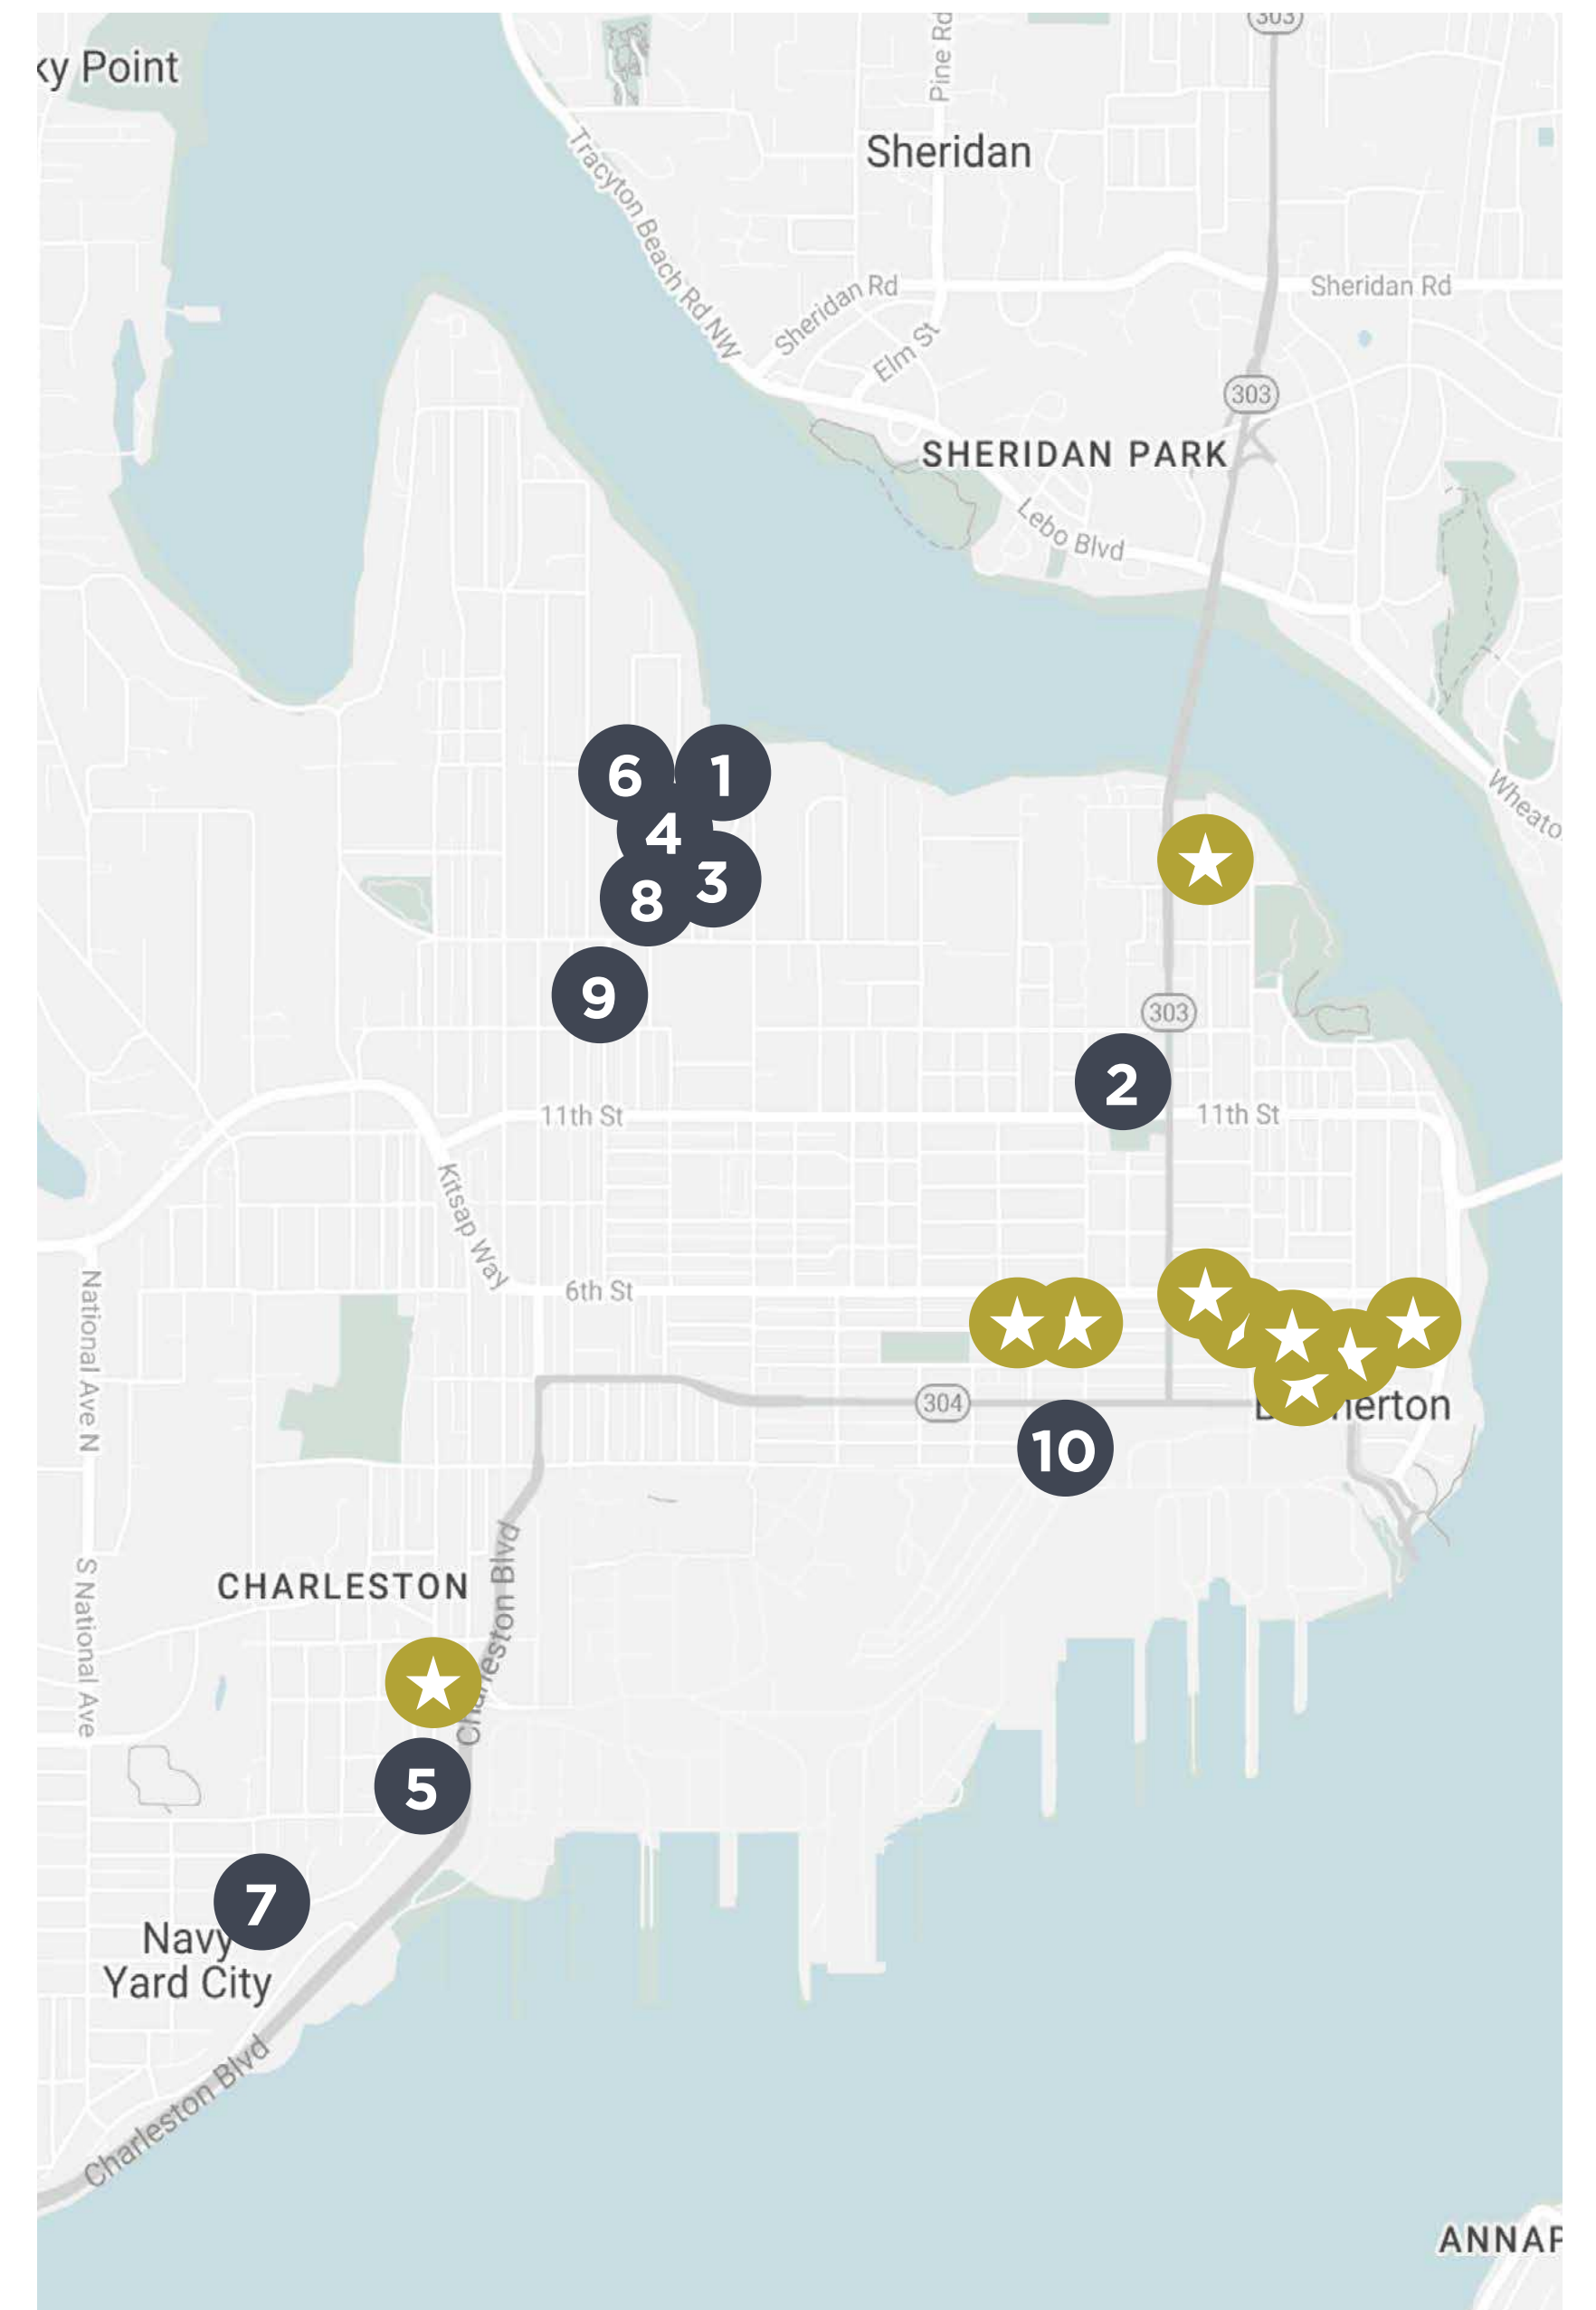 303
ky Point
Pine Rd
Sheridan
Tracyton Beach Rd NW
Sheridan Rd
Sheridan Rd
Elm St
303
SHERIDAN PARK
Lebo Blvd
6
1
Wheato
4
3
8
9
303
2
11th St
11th St
Kitsap Way
6th St
National Ave N
304
erton
10
CHARLESTON
Charleston Blvd
S National Ave
5
7
Navy
Yard City
Charleston Blvd
ANNAP